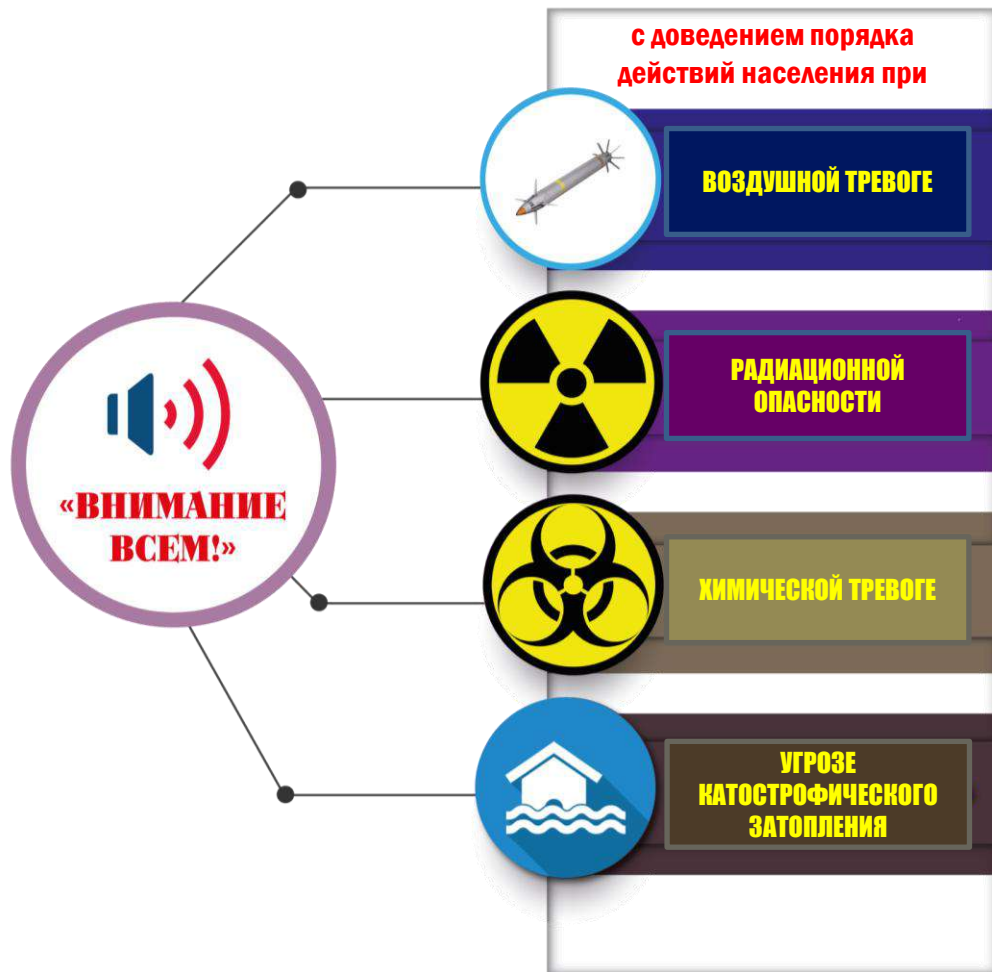 с доведением порядка
действий населения при
ВОЗДУШНОЙ ТРЕВОГЕ
РАДИАЦИОННОЙ
ОПАСНОСТИ
«ВНИМАНИЕ
ВСЕМ!»
ХИМИЧЕСКОЙ ТРЕВОГЕ
УГРОЗЕ
КАТОСТРОФИЧЕСКОГО
ЗАТОПЛЕНИЯ